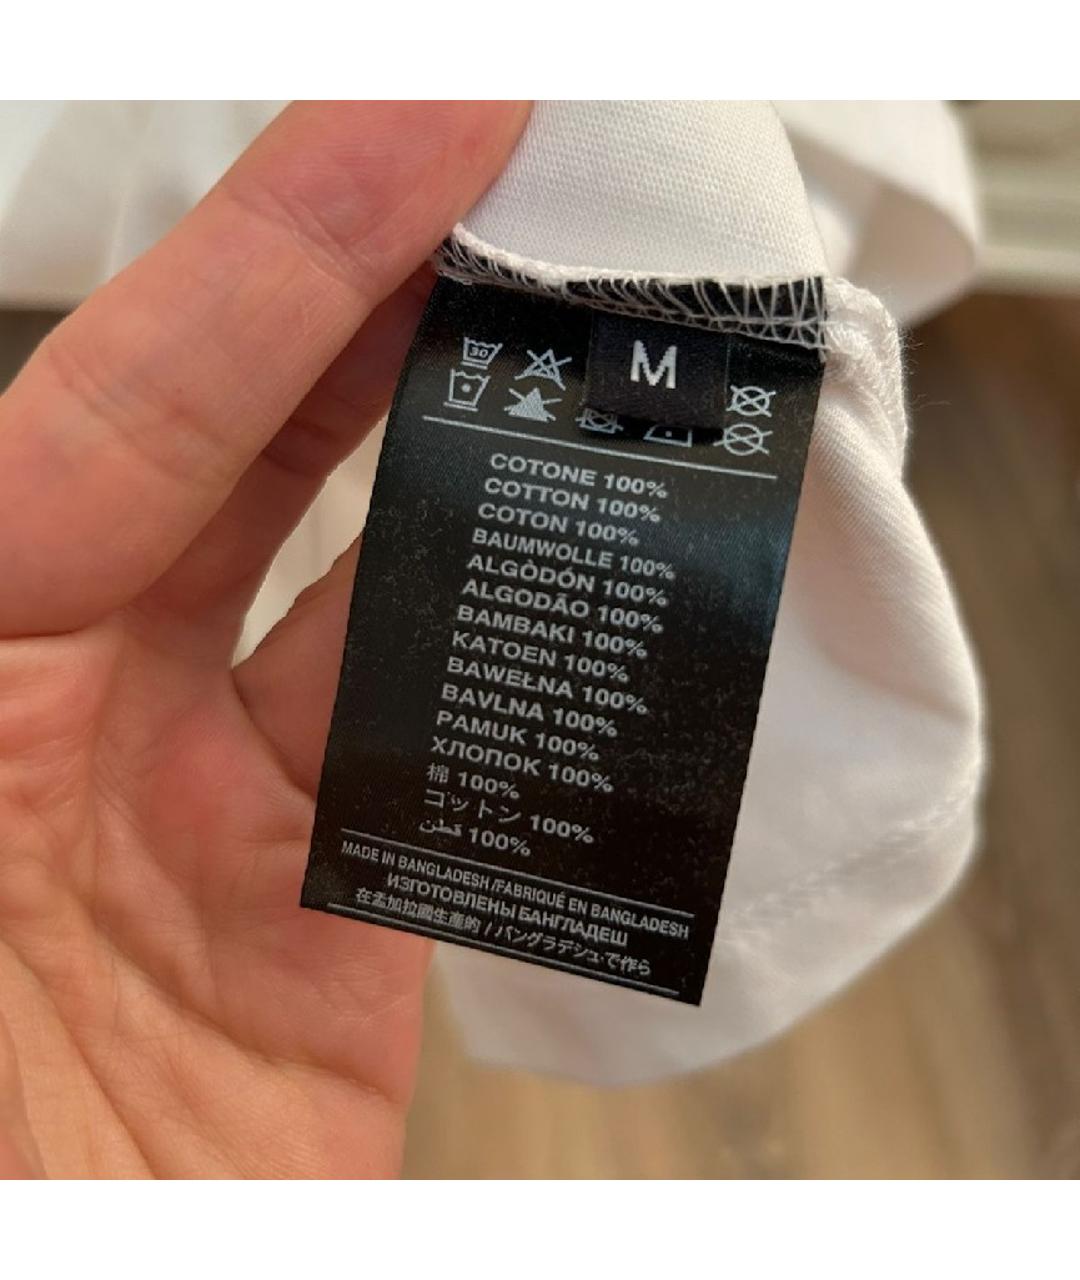 30
M
COTONE 100%
COTTON 100%
COTON 100%
BAUMWOLLE 100%
ALGÒDÓN 100%
ALGODÃO 100%
BAMBAKI 100%
KATOEN 100%
BAWEŁNA 100%
BAVLNA 100%
PAMUK 100%
ХЛОПОК 100%
棉 100%
コットン 100%
قطن 100%
MADE IN BANGLADESH /FABRIQUÉ EN BANGLADESH
ИЗГОТОВЛЕНЫ БАНГЛАДЕШ
在孟加拉國生產的 / バングラデシュで作ら